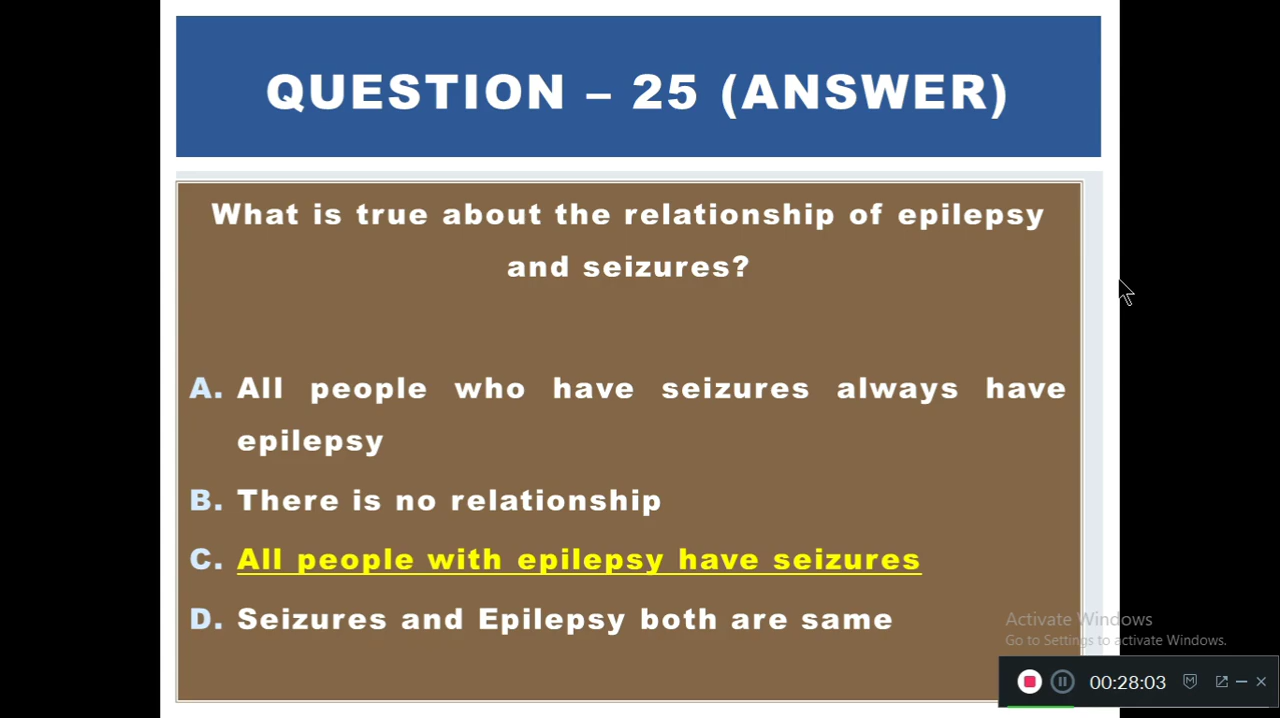 QUESTION – 25 (ANSWER)
What is true about the relationship of epilepsy
and seizures?
A. All people who have seizures always have
epilepsy
B. There is no relationship
C. All people with epilepsy have seizures
D. Seizures and Epilepsy both are same
Activate Windows
Go to Settings to activate Windows.
00:28:03